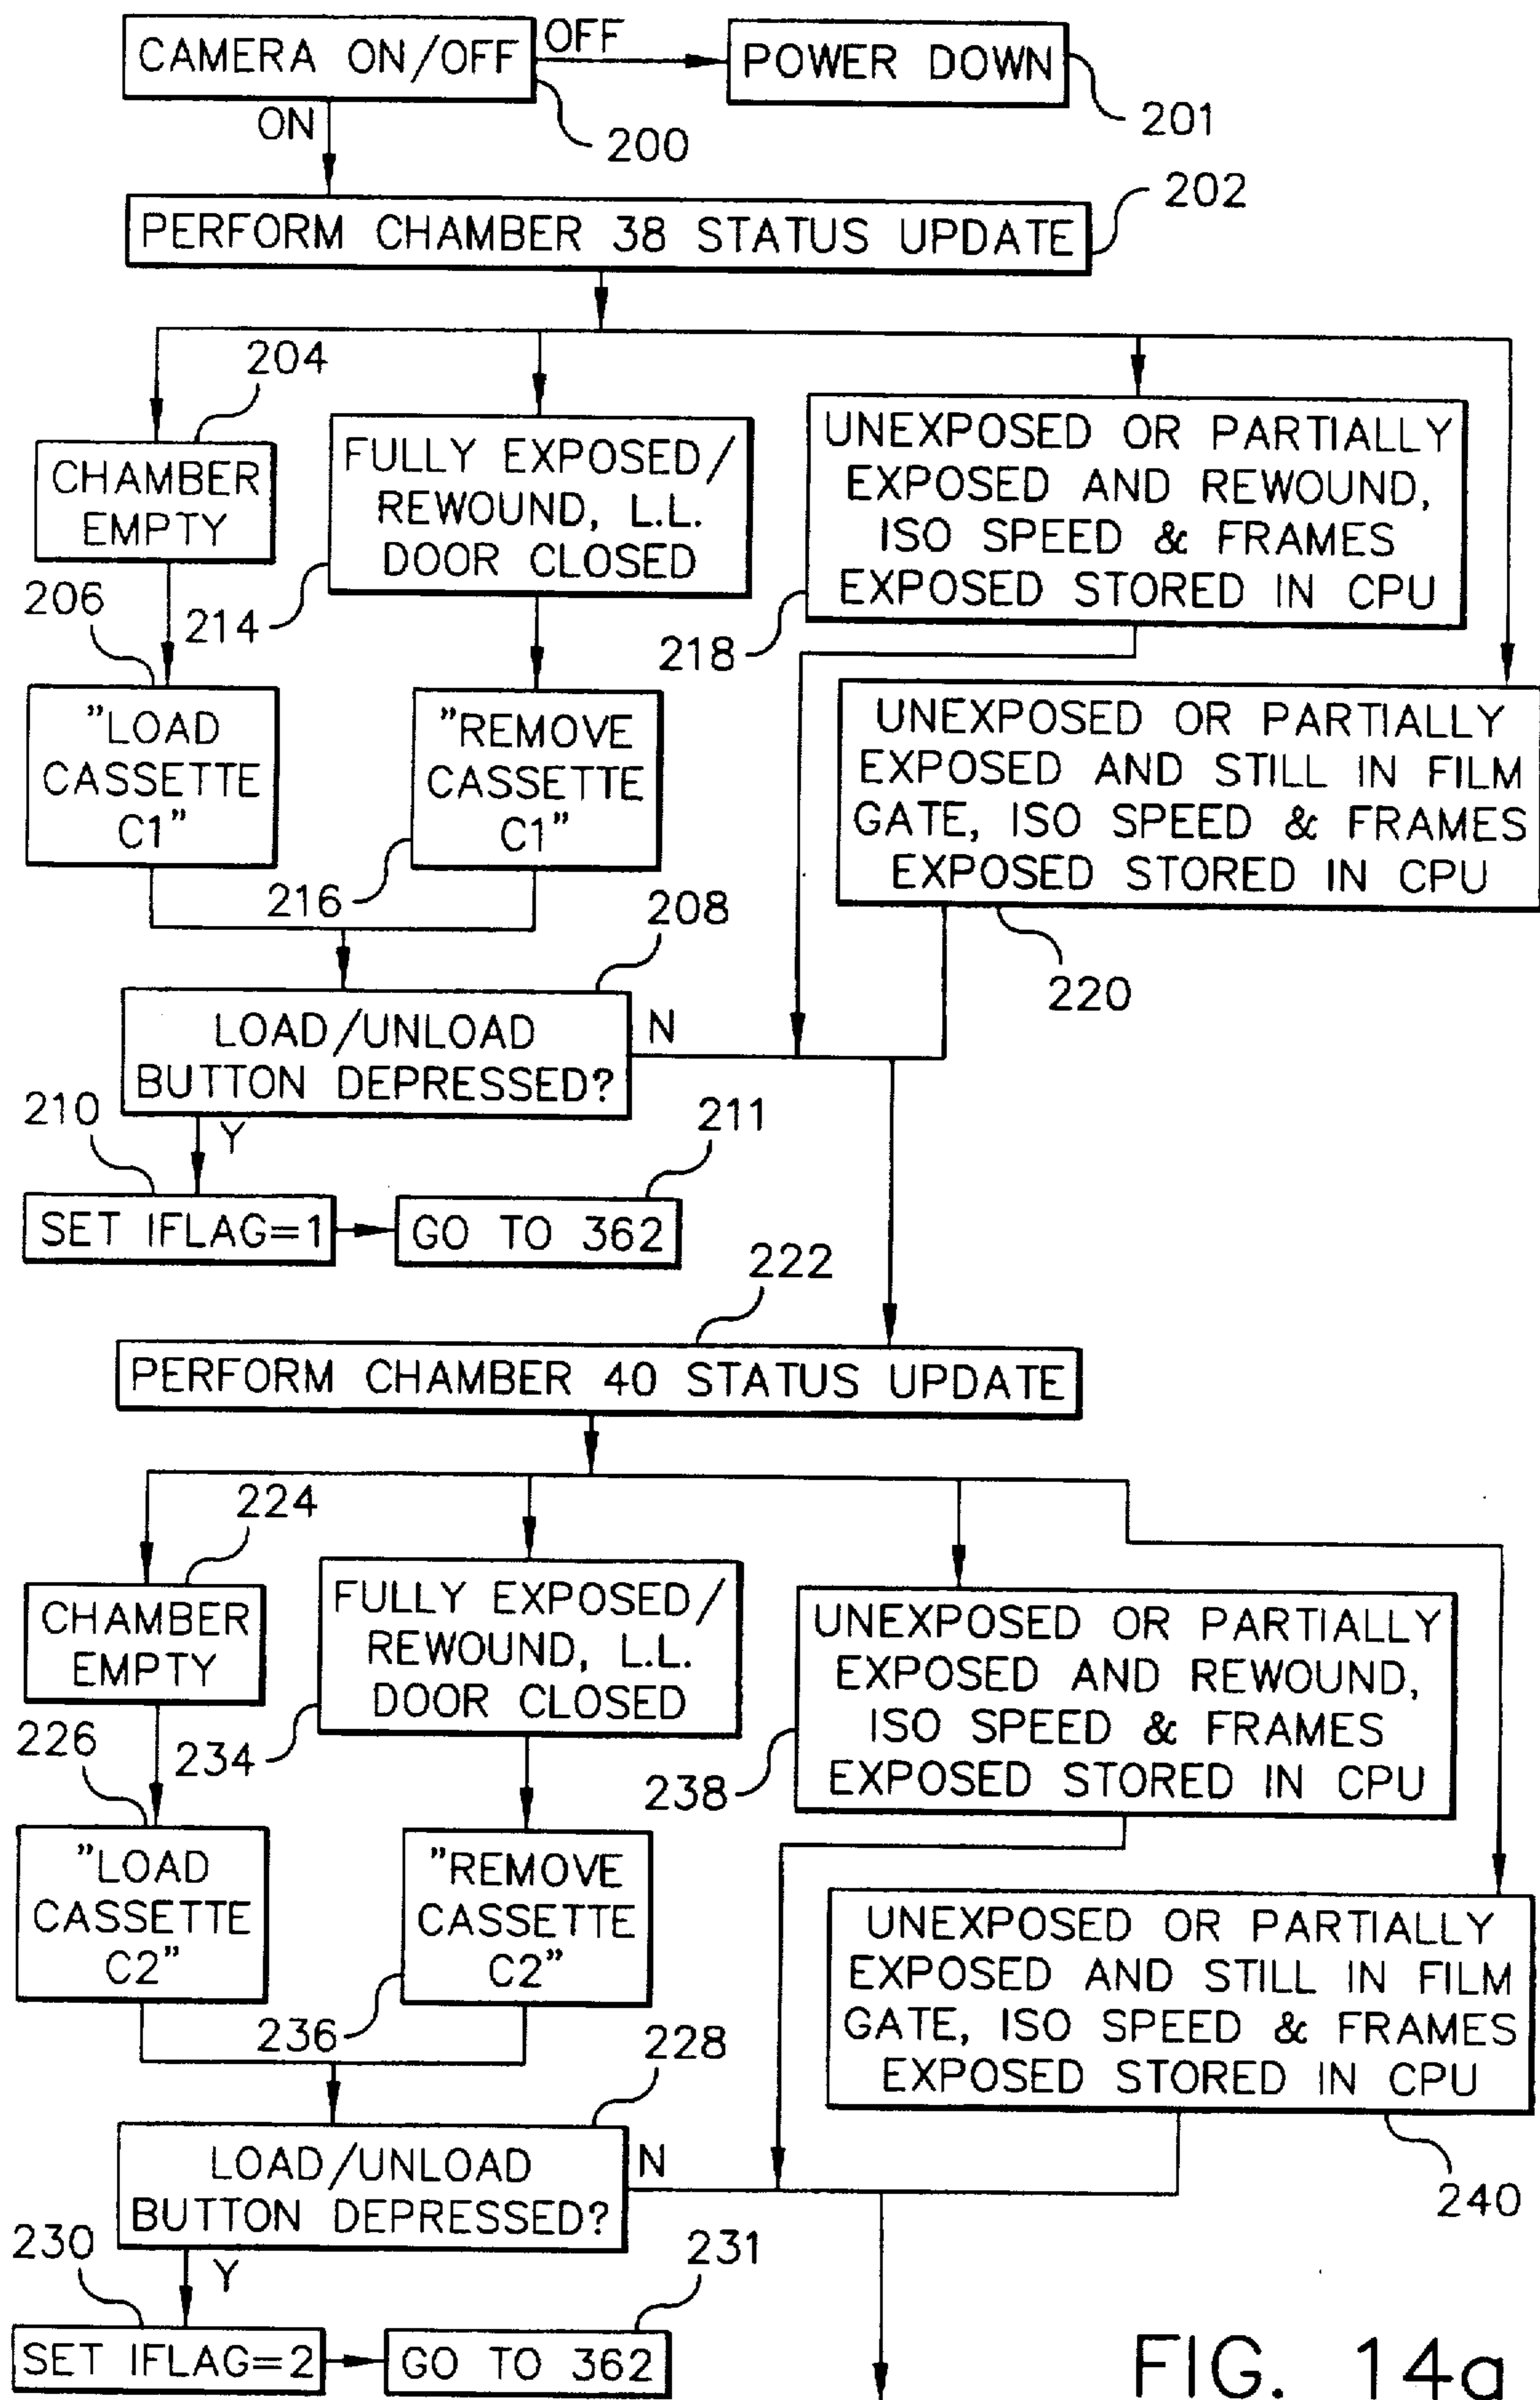 CAMERA ON/OFF
OFF
POWER DOWN
201
ON
200
202
PERFORM CHAMBER 38 STATUS UPDATE
204
CHAMBER
EMPTY
FULLY EXPOSED/
REWOUND, L.L.
DOOR CLOSED
UNEXPOSED OR PARTIALLY
EXPOSED AND REWOUND,
ISO SPEED & FRAMES
EXPOSED STORED IN CPU
206
214
218
"LOAD
CASSETTE
C1"
"REMOVE
CASSETTE
C1"
UNEXPOSED OR PARTIALLY
EXPOSED AND STILL IN FILM
GATE, ISO SPEED & FRAMES
EXPOSED STORED IN CPU
216
208
220
LOAD/UNLOAD
BUTTON DEPRESSED?
N
210
Y
211
SET IFLAG=1
GO TO 362
222
PERFORM CHAMBER 40 STATUS UPDATE
224
CHAMBER
EMPTY
FULLY EXPOSED/
REWOUND, L.L.
DOOR CLOSED
UNEXPOSED OR PARTIALLY
EXPOSED AND REWOUND,
ISO SPEED & FRAMES
EXPOSED STORED IN CPU
226
234
238
"LOAD
CASSETTE
C2"
"REMOVE
CASSETTE
C2"
UNEXPOSED OR PARTIALLY
EXPOSED AND STILL IN FILM
GATE, ISO SPEED & FRAMES
EXPOSED STORED IN CPU
236
228
240
LOAD/UNLOAD
BUTTON DEPRESSED?
N
230
Y
231
SET IFLAG=2
GO TO 362
FIG. 14a